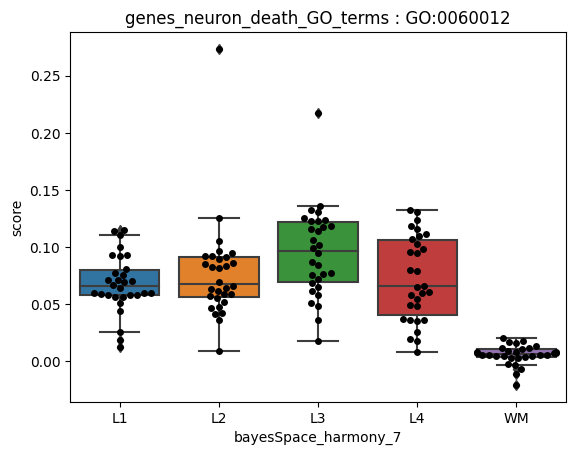 genes_neuron_death_GO_terms : GO:0060012
score
0.25
0.20
0.15
0.10
0.05
0.00
L1 L2 L3 L4 WM
bayesSpace_harmony_7